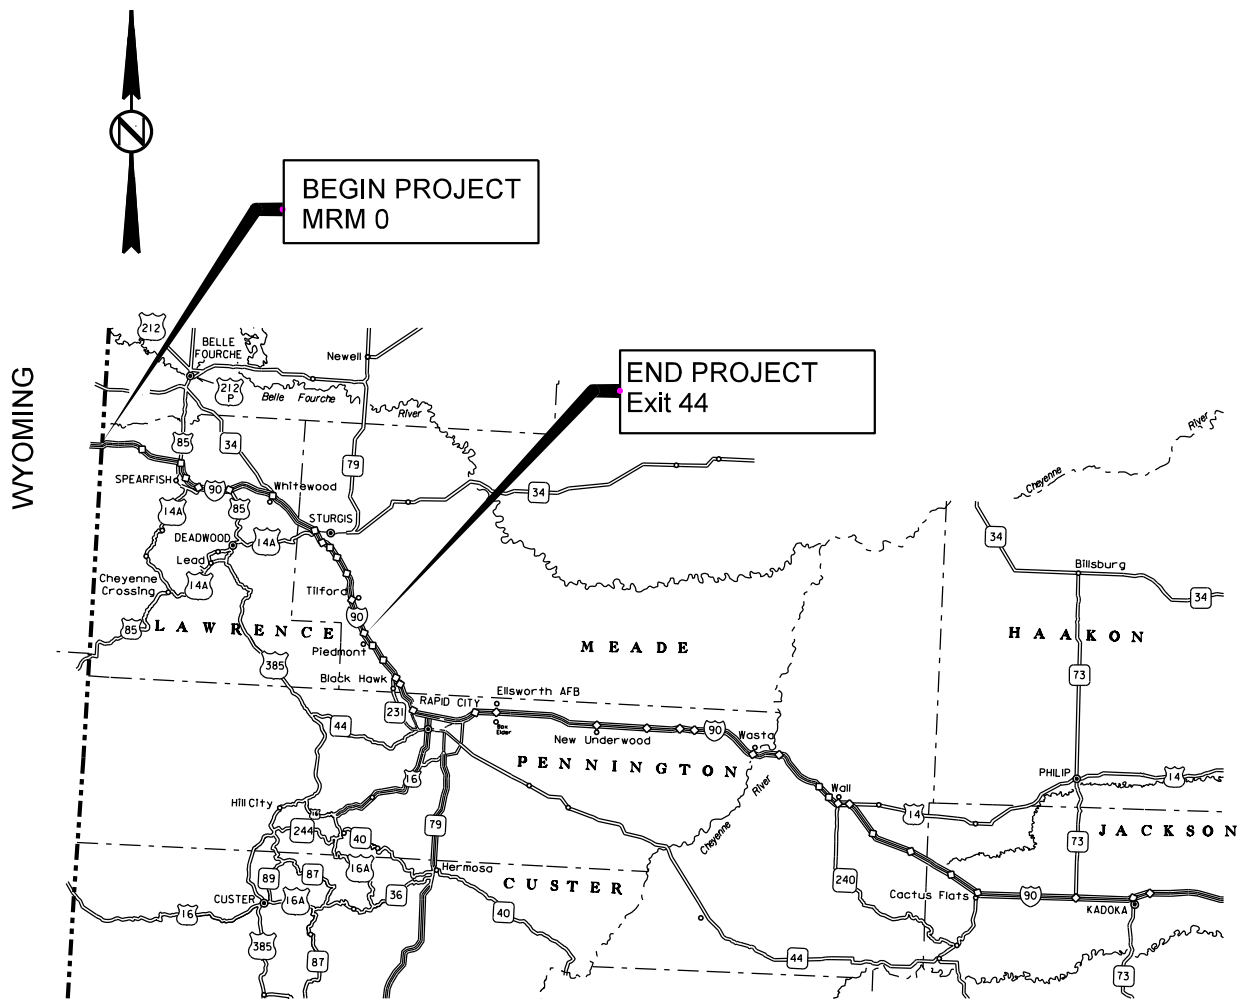 N
BEGIN PROJECT
MRM 0
END PROJECT
Exit 44
WYOMING
212
BELLE
FOURCHE
Newell
212
P
Belle Fourche River
85
34
79
SPEARFISH
90
Whitewood
34
14A
85
STURGIS
DEADWOOD
14A
Lead
Cheyenne
Crossing
14A
Tilford
90
85
LAWRENCE
Piedmont
MEADE
385
Black Hawk
Cheyenne River
34
Billsburg
34
HAAKON
73
Ellsworth AFB
RAPID CITY
231
44
Box
Elder
New Underwood
90
Wasta
PENNINGTON
16
Cheyenne River
Wall
PHILIP
14
14
Hill City
16
244
40
79
JACKSON
73
16A
Hermosa
89
87
CUSTER
CUSTER
16A
36
40
240
Cactus Flats
90
KADOKA
16
385
87
44
73